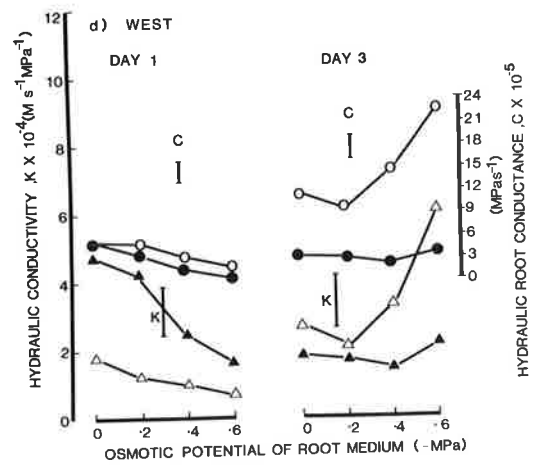 d) WEST
DAY 1
DAY 3
12
10
8
6
4
2
0
HYDRAULIC CONDUCTIVITY ,K X 10⁻⁴(M s⁻¹MPa⁻¹)
C
K
C
K
24
21
18
15
12
9
6
3
0
HYDRAULIC ROOT CONDUCTANCE ,C X 10⁻⁵
(MPas⁻¹)
0 ·2 ·4 ·6
0 ·2 ·4 ·6
OSMOTIC POTENTIAL OF ROOT MEDIUM (-MPa)